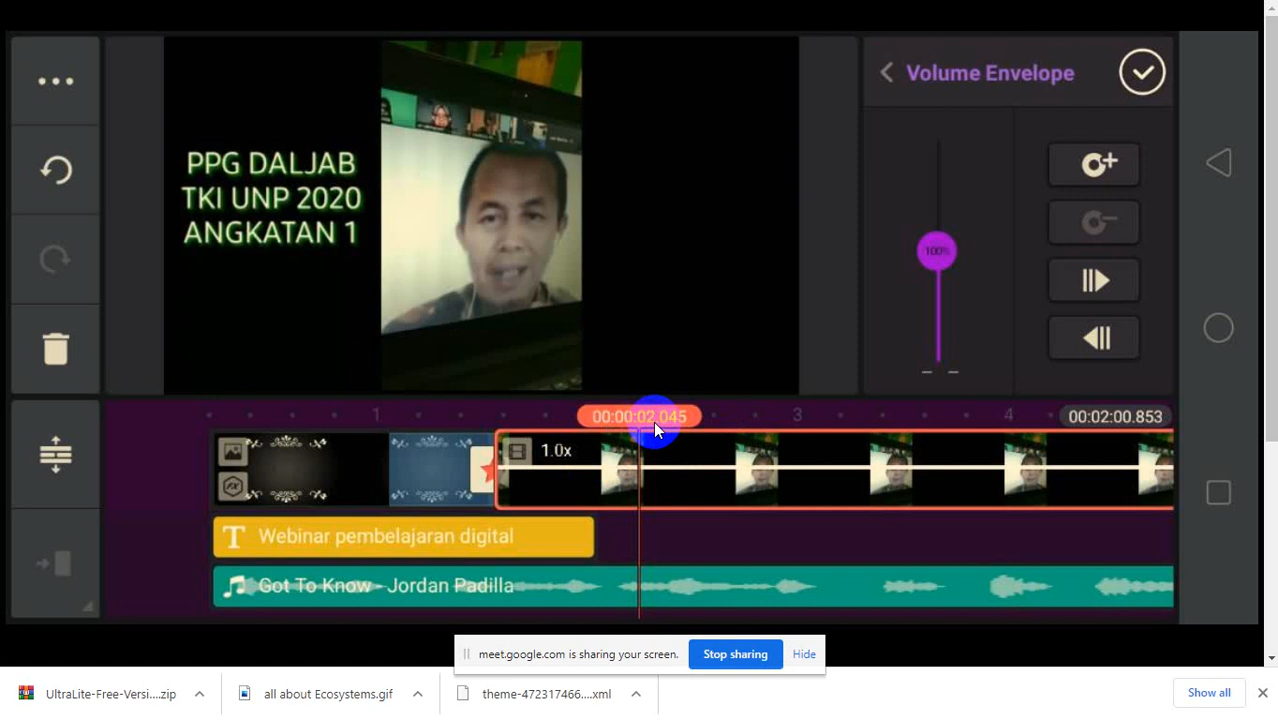 Volume Envelope
PPG DALJAB
TKI UNP 2020
ANGKATAN 1
100%
1
00:00:02.045
3
4
00:02:00.853
1.0x
FX
T Webinar pembelajaran digital
Got To Know - Jordan Padilla
meet.google.com is sharing your screen.
Stop sharing
Hide
UltraLite-Free-Versi....zip
all about Ecosystems.gif
theme-472317466....xml
Show all